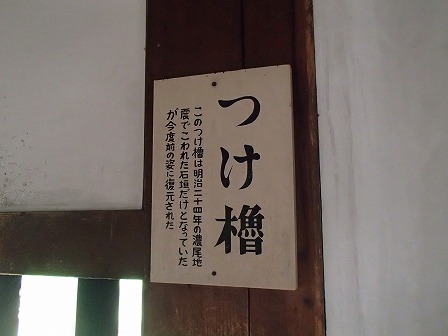 つけ櫓
このつけ櫓は明治二十四年の濃尾地
震でこわれた石垣だけとなっていた
が今度前の姿に復元された